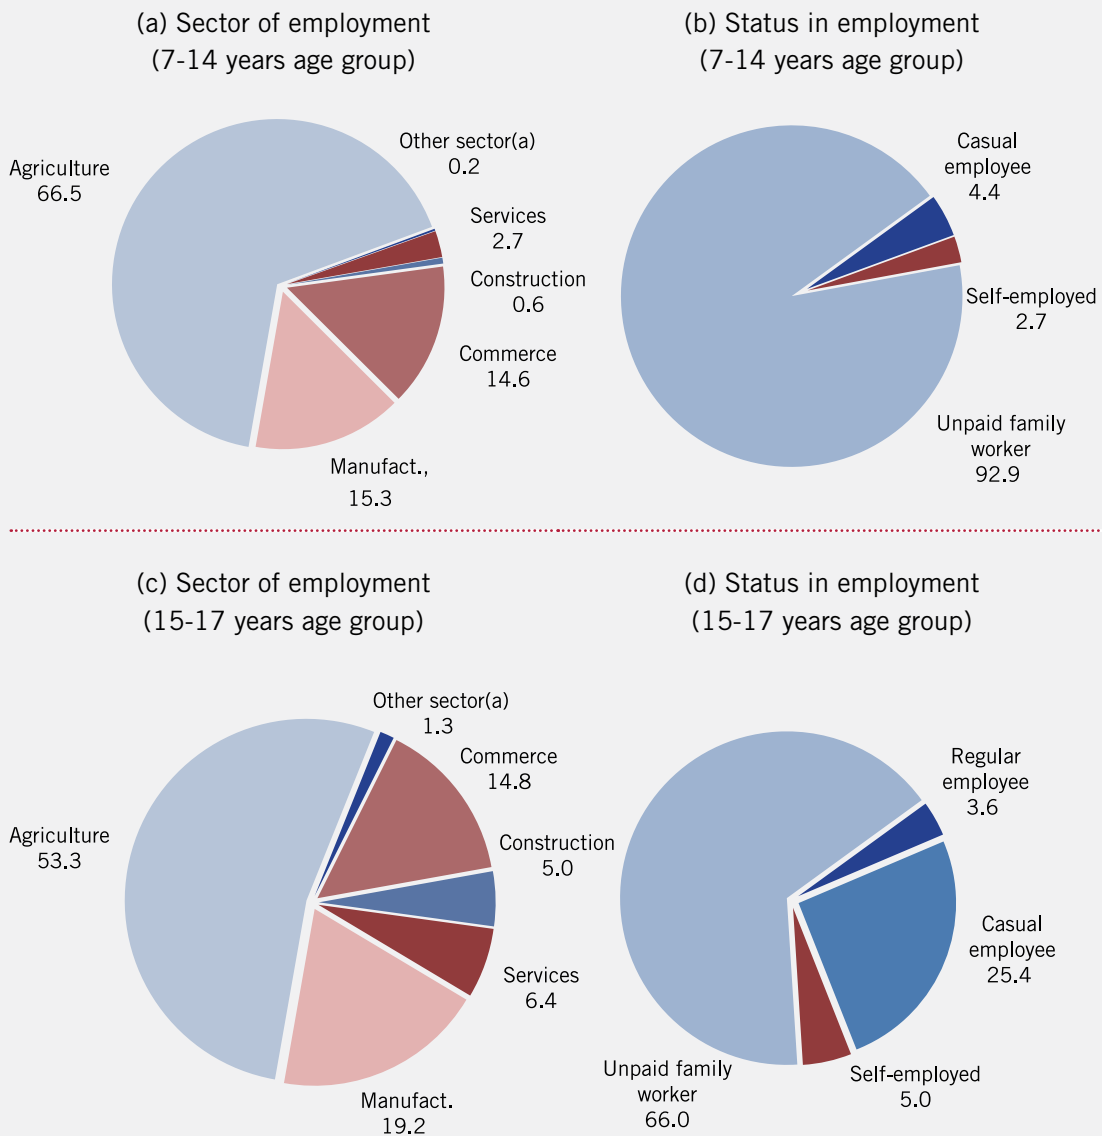 (a) Sector of employment
(7-14 years age group)
Agriculture
66.5
Other sector(a)
0.2
Services
2.7
Construction
0.6
Commerce
14.6
Manufact.,
15.3
(b) Status in employment
(7-14 years age group)
Casual
employee
4.4
Self-employed
2.7
Unpaid family
worker
92.9
(c) Sector of employment
(15-17 years age group)
Other sector(a)
1.3
Commerce
14.8
Agriculture
53.3
Construction
5.0
Services
6.4
Manufact.
19.2
(d) Status in employment
(15-17 years age group)
Regular
employee
3.6
Casual
employee
25.4
Self-employed
5.0
Unpaid family
worker
66.0